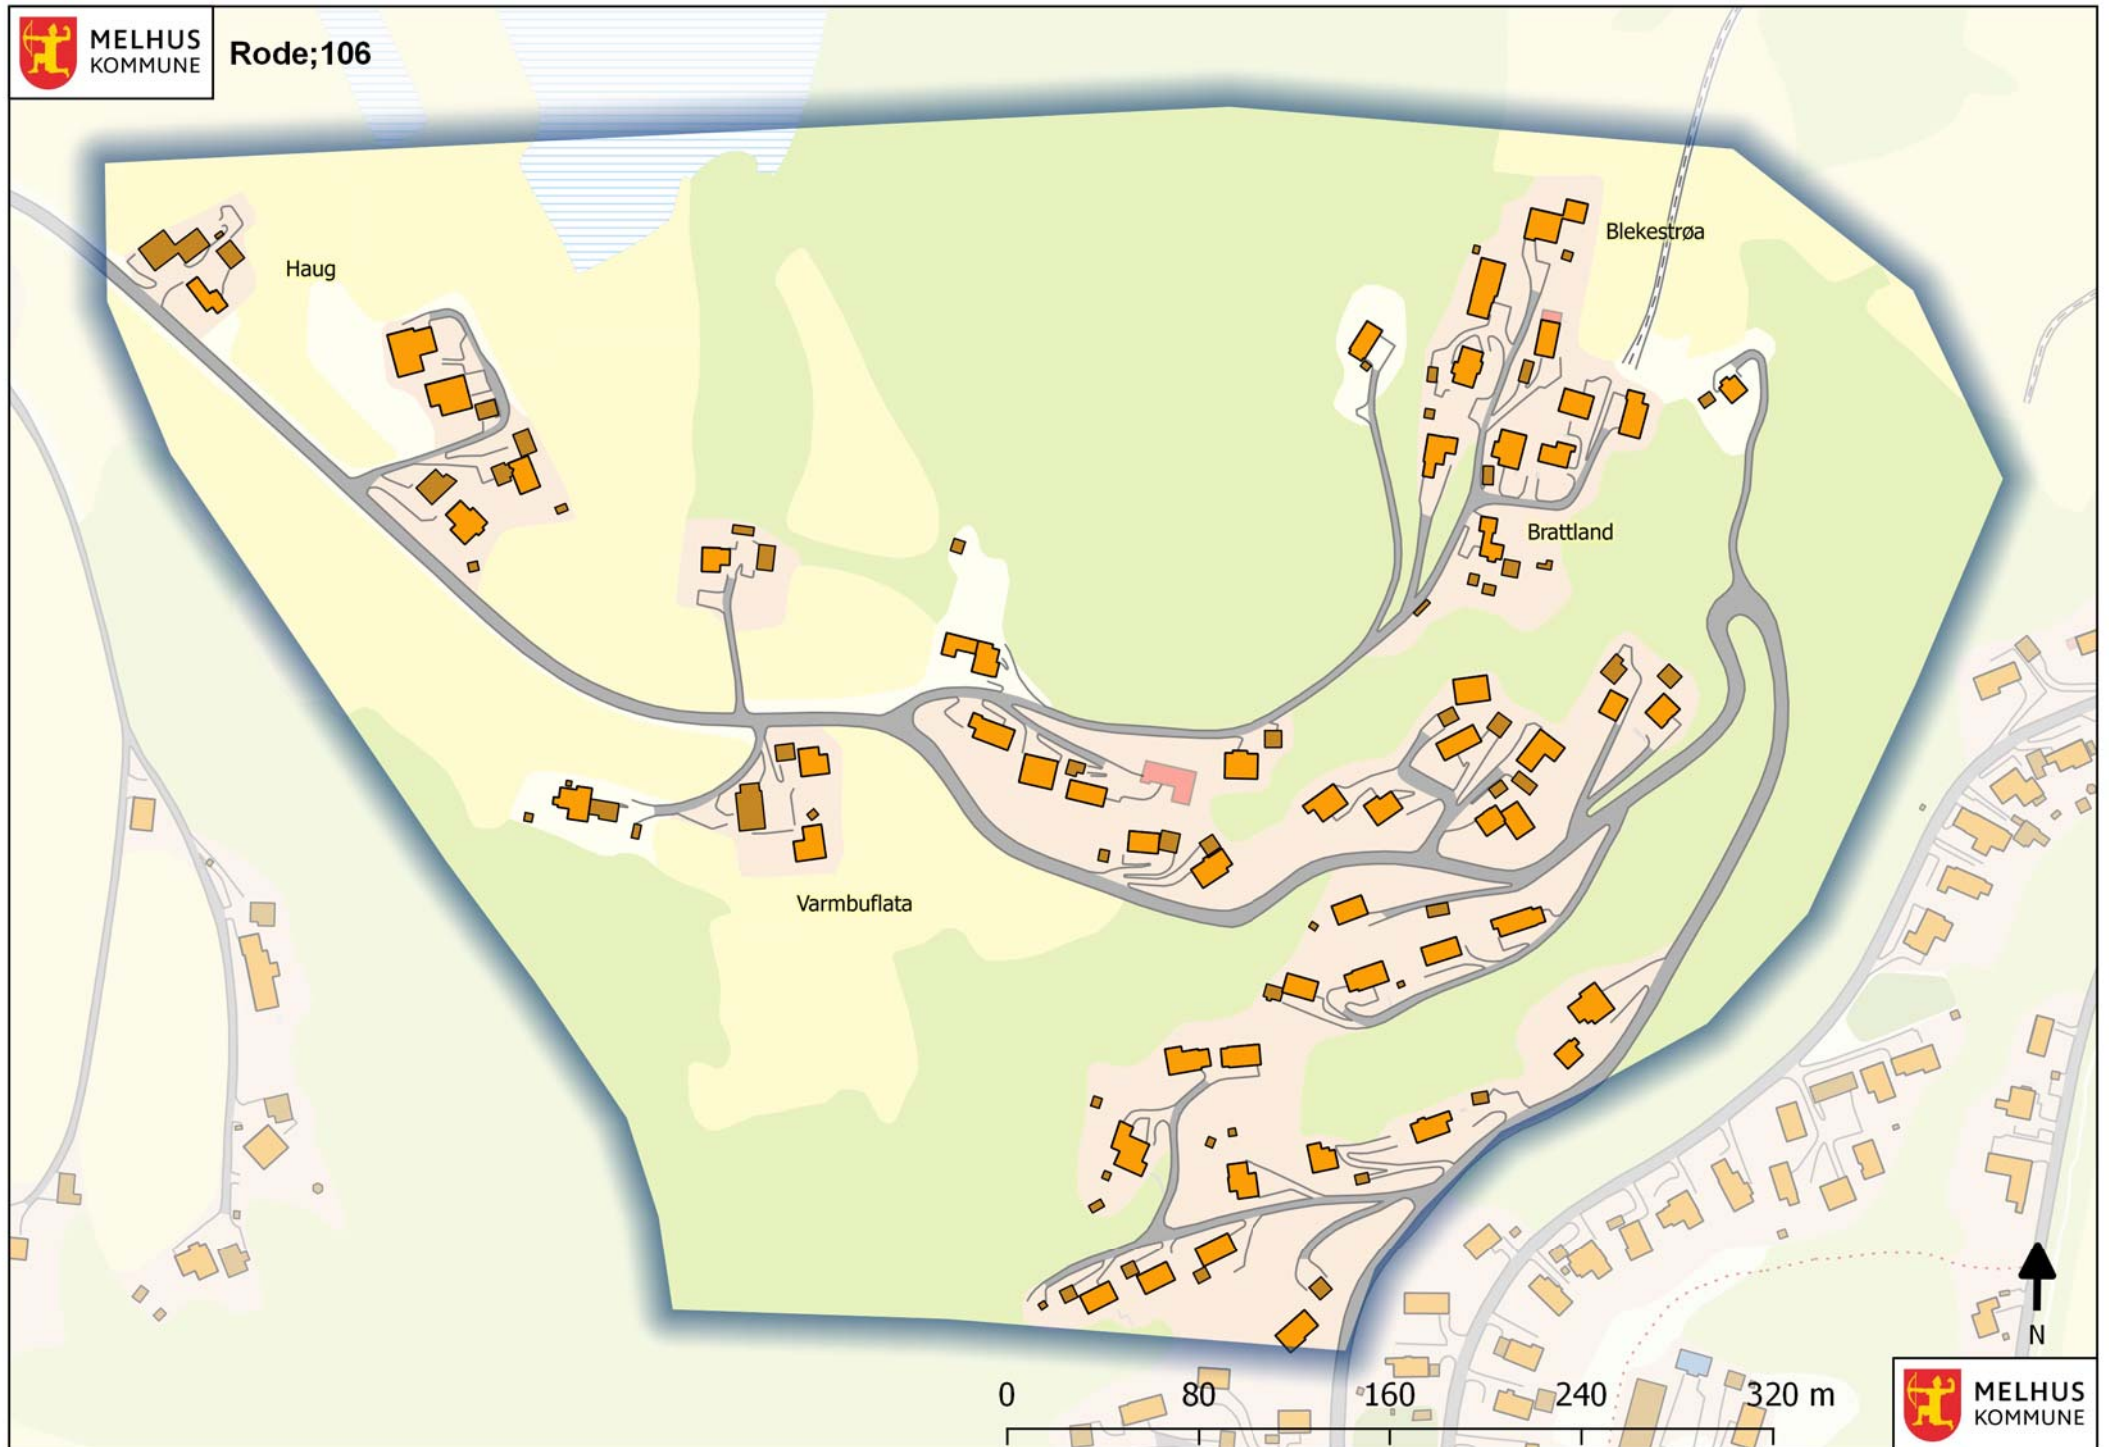 MELHUS
KOMMUNE
Rode;106
Blekestrøa
Haug
Brattland
Varmbuflata
N
0 80 160 240 320 m
MELHUS
KOMMUNE